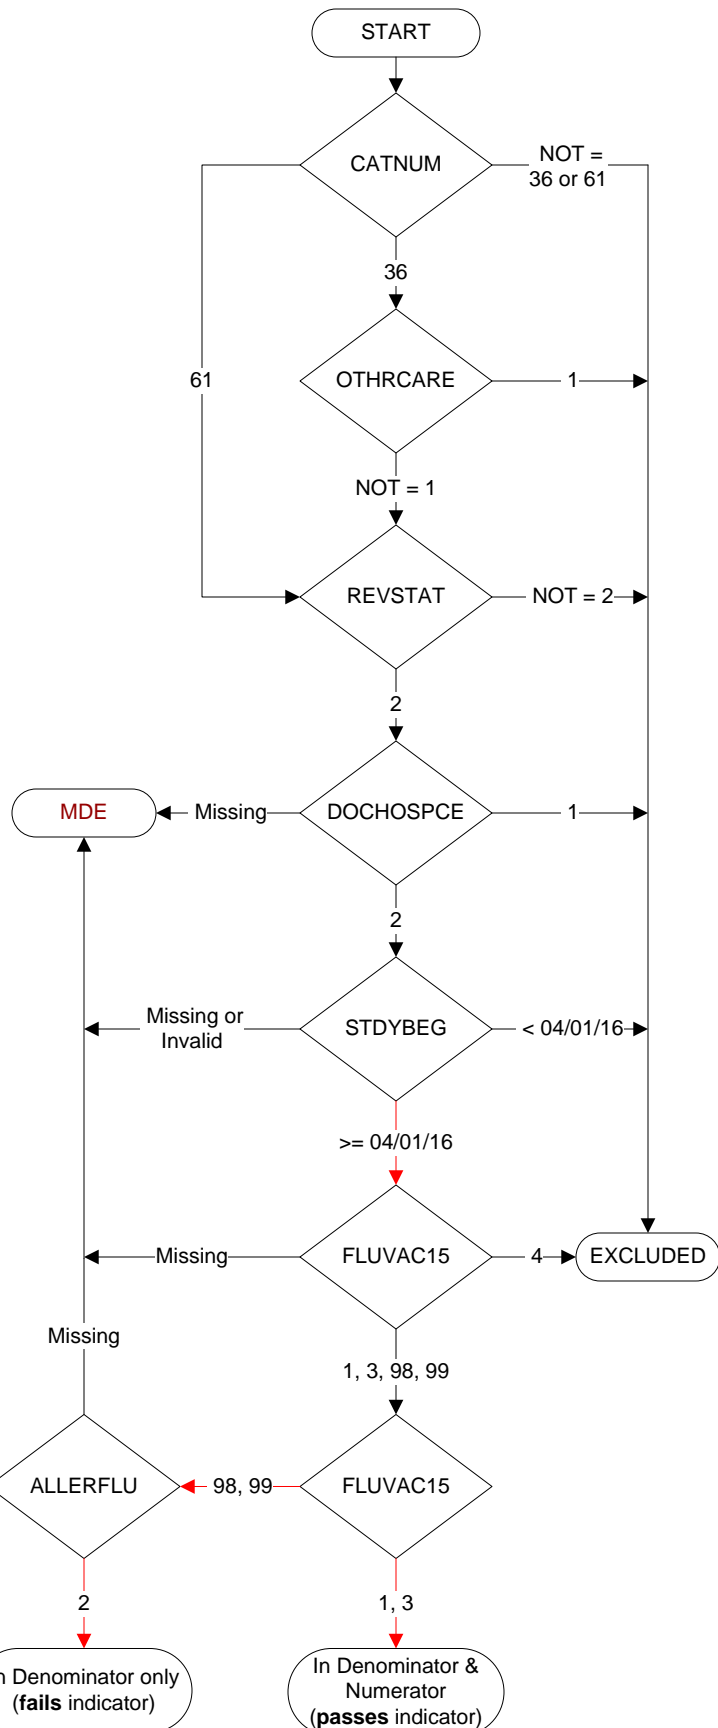 START
CATNUM
NOT =
36 or 61
36
61
OTHRCARE
1
NOT = 1
REVSTAT
NOT = 2
2
MDE
Missing
DOCHOSPCE
1
2
Missing or
Invalid
STDYBEG
< 04/01/16
>= 04/01/16
Missing
FLUVAC15
4
EXCLUDED
Missing
1, 3, 98, 99
ALLERFLU
98, 99
FLUVAC15
2
1, 3
n Denominator only
(fails indicator)
In Denominator &
Numerator
(passes indicator)